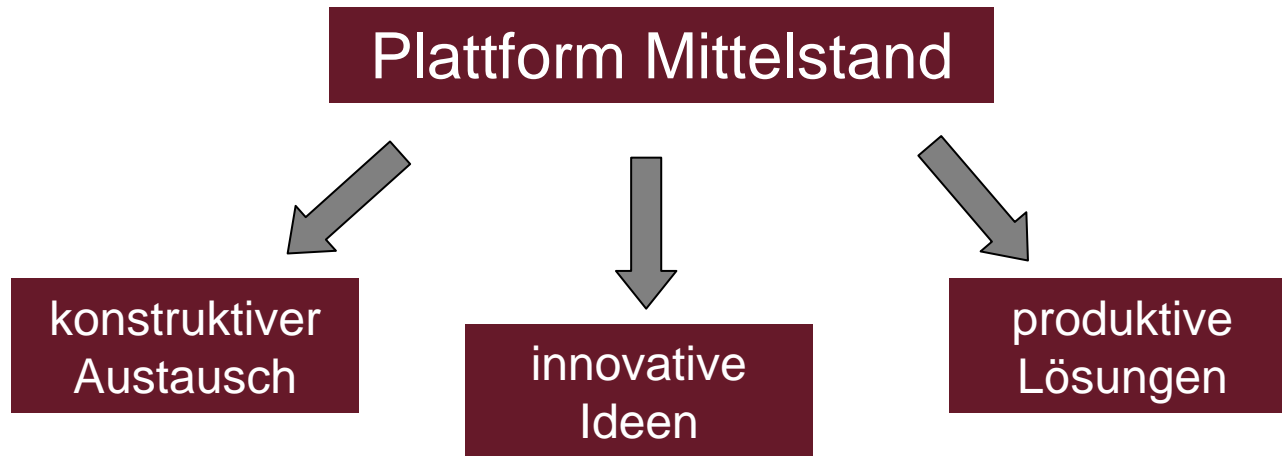 Plattform Mittelstand
konstruktiver
Austausch
innovative
Ideen
produktive
Lösungen